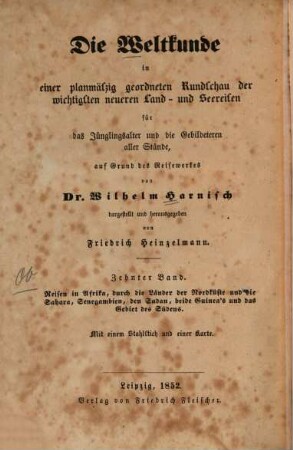 Die Weltkunde
in
einer planmäßig geordneten Rundschau der
wichtigsten neueren Land- und Seereisen
für
das Jünglingsalter und die Gebildeteren
aller Stände,
auf Grund des Reisewerkes
von
Dr. Wilhelm Harnisch
dargestellt und herausgegeben
von
Friedrich Heinzelmann.
Zehnter Band.
Reisen in Afrika, durch die Länder der Nordküste und die
Sahara, Senegambien, den Sudan, beide Guinea's und das
Gebiet des Südens.
Mit einem Stahlstich und einer Karte.
Leipzig, 1852.
Verlag von Friedrich Fleischer.